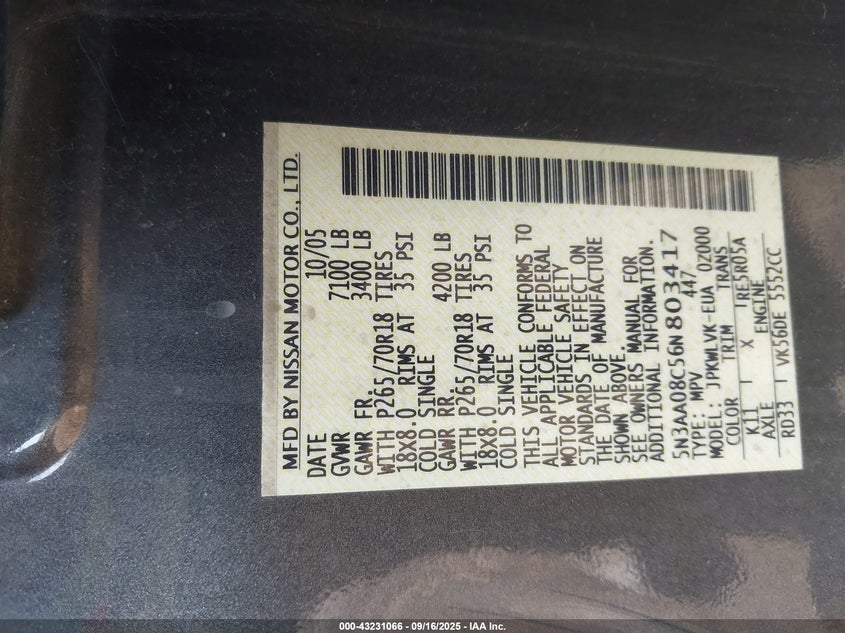 MFD BY NISSAN MOTOR CO., LTD.
DATE 10/05
GVWR 7100 LB
GAWR FR. 3400 LB
WITH P265/70R18 TIRES
18X8.0 RIMS AT 35 PSI
COLD SINGLE
GAWR RR. 4200 LB
WITH P265/70R18 TIRES
18X8.0 RIMS AT 35 PSI
COLD SINGLE
THIS VEHICLE CONFORMS TO
ALL APPLICABLE FEDERAL
MOTOR VEHICLE SAFETY
STANDARDS IN EFFECT ON
THE DATE OF MANUFACTURE
SHOWN ABOVE.
SEE OWNERS MANUAL FOR
ADDITIONAL INFORMATION.
5N3AA08C56N803417
TYPE: MPV 447
MODEL: JPKWLVK-EUA 0Z000
COLOR TRIM TRANS
K11 X RE5R05A
AXLE ENGINE
RD33 VK56DE 5552CC
000-43231066 - 09/16/2025 - IAA Inc.